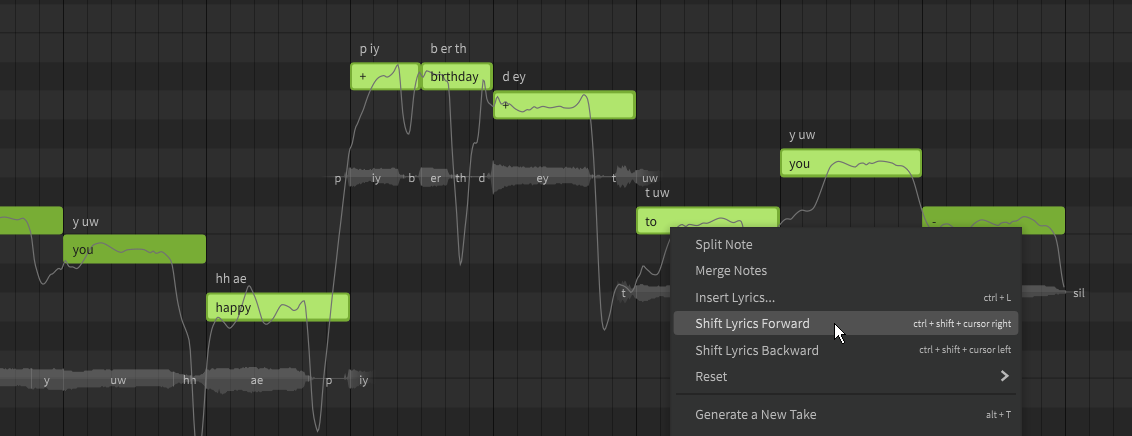 p iy
b er th
+
birthday
d ey
+
y uw
you
p iy b er th d ey t uw
t uw
to
y uw
you
-
hh ae
happy
t
sil
y uw hh ae p iy
Split Note
Merge Notes
Insert Lyrics... ctrl + L
Shift Lyrics Forward ctrl + shift + cursor right
Shift Lyrics Backward ctrl + shift + cursor left
Reset
Generate a New Take alt + T